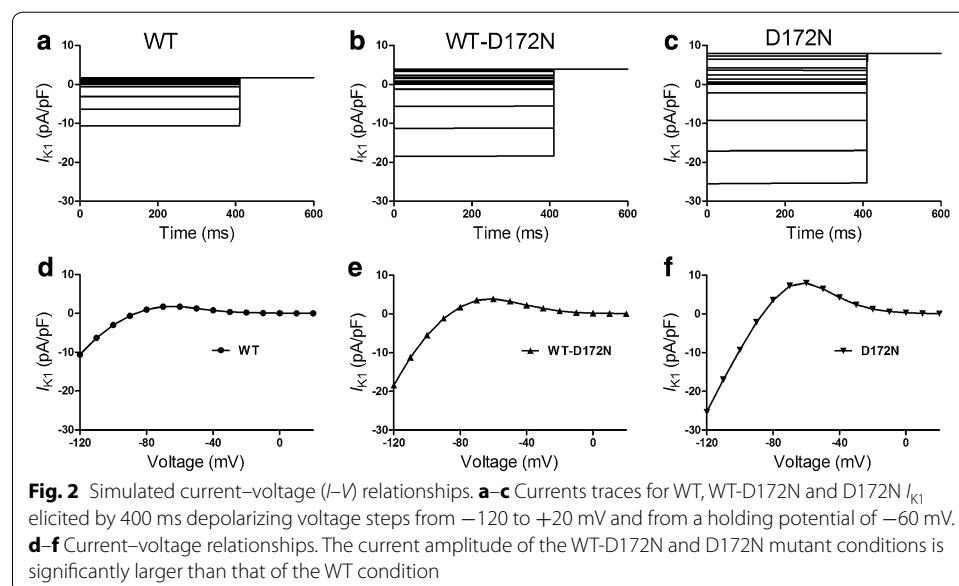 a WT
b WT-D172N
c D172N
10
0
-10
-20
-30
I K1 (pA/pF)
0 200 400 600
Time (ms)
10
0
-10
-20
-30
I K1 (pA/pF)
0 200 400 600
Time (ms)
10
0
-10
-20
-30
I K1 (pA/pF)
0 200 400 600
Time (ms)
d
10
0
-10
-20
-30
I K1 (pA/pF)
WT
-120 -80 -40 0
Voltage (mV)
e
10
0
-10
-20
-30
I K1 (pA/pF)
WT-D172N
-120 -80 -40 0
Voltage (mV)
f
10
0
-10
-20
-30
I K1 (pA/pF)
D172N
-120 -80 -40 0
Voltage (mV)
Fig. 2 Simulated current–voltage (I–V) relationships. a–c Currents traces for WT, WT-D172N and D172N I K1
elicited by 400 ms depolarizing voltage steps from −120 to +20 mV and from a holding potential of −60 mV.
d–f Current–voltage relationships. The current amplitude of the WT-D172N and D172N mutant conditions is
significantly larger than that of the WT condition